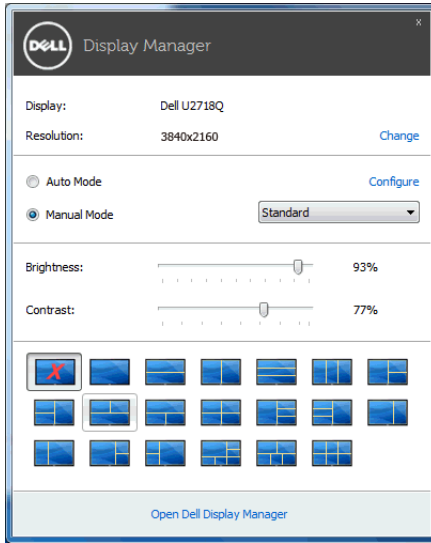 x
DELL Display Manager
Display: Dell U2718Q
Resolution: 3840x2160 Change
Auto Mode Configure
Manual Mode Standard
Brightness: 93%
Contrast: 77%
X
Open Dell Display Manager